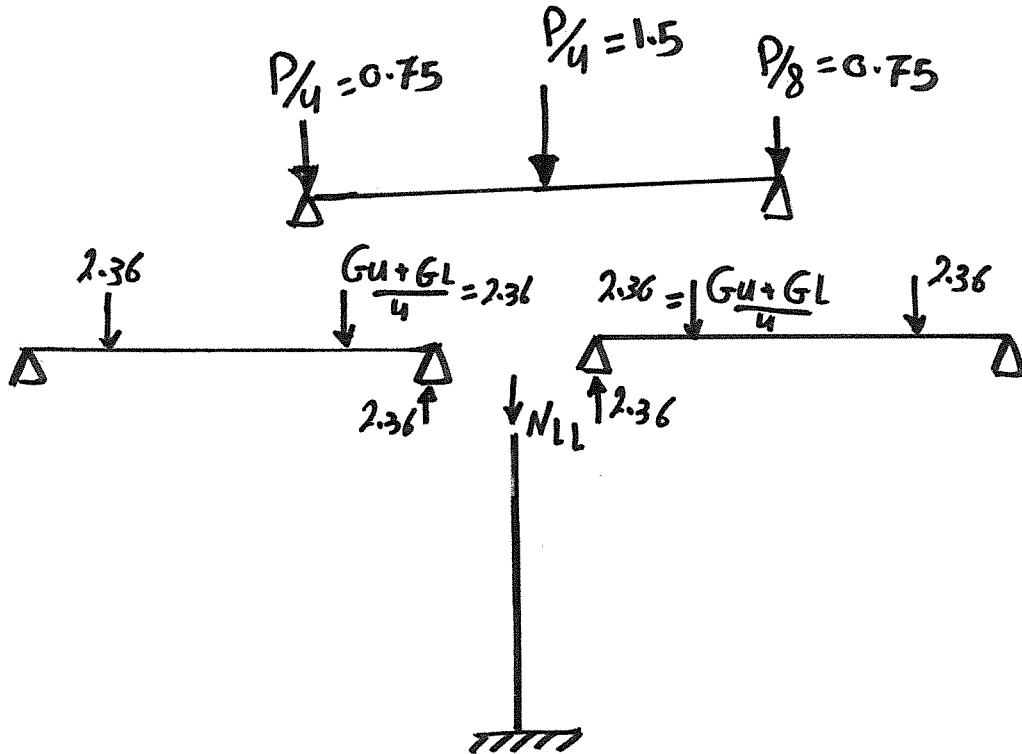 P/4 = 0.75
P/4 = 1.5
P/8 = 0.75
2.36
Gu + GL / 4 = 2.36
2.36 = Gu + GL / 4
2.36
2.36
NLL
2.36